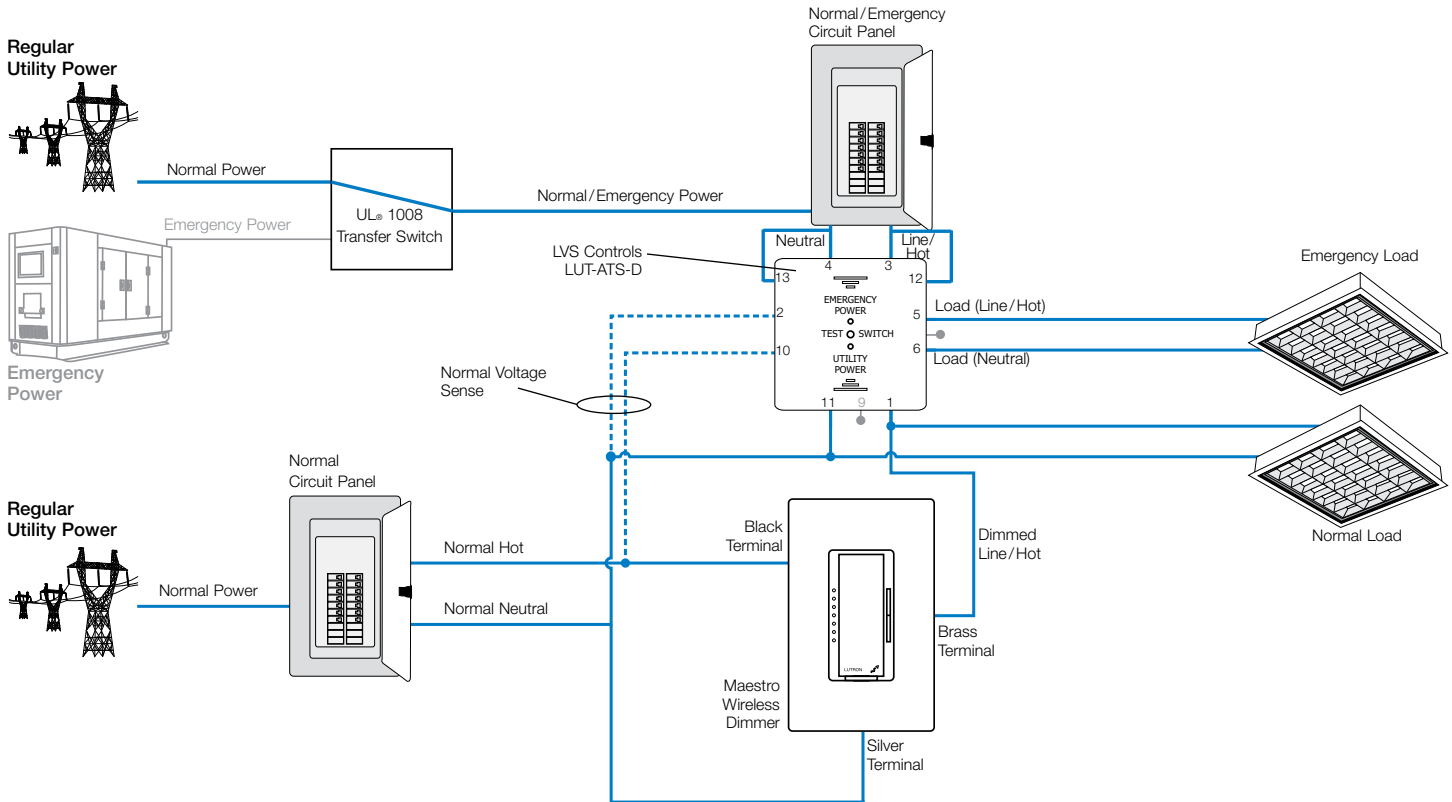 Normal/Emergency
Circuit Panel
Regular
Utility Power
Normal Power
UL® 1008
Transfer Switch
Normal/Emergency Power
Emergency Power
Emergency
Power
LVS Controls
LUT-ATS-D
Neutral
Line/
Hot
4
3
13
12
EMERGENCY
POWER
2
5
TEST SWITCH
10
6
UTILITY
POWER
11
9
1
Load (Line/Hot)
Load (Neutral)
Emergency Load
Normal Voltage
Sense
Normal Load
Normal
Circuit Panel
Regular
Utility Power
Normal Power
Normal Hot
Normal Neutral
Black
Terminal
Dimmed
Line/Hot
LUTRON
Brass
Terminal
Maestro
Wireless
Dimmer
Silver
Terminal